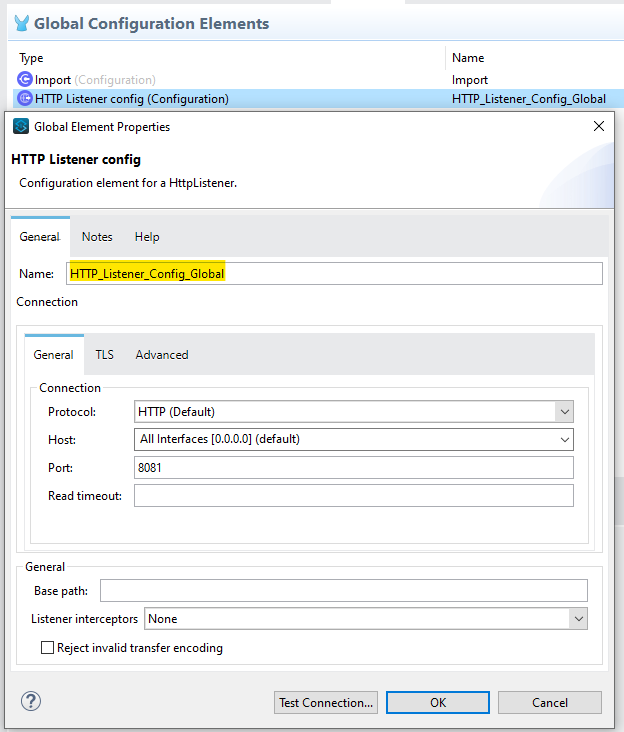 Global Configuration Elements
Type Name
Import (Configuration) Import
HTTP Listener config (Configuration) HTTP_Listener_Config_Global
Global Element Properties
HTTP Listener config
Configuration element for a HttpListener.
General Notes Help
Name: HTTP_Listener_Config_Global
Connection
General TLS Advanced
Connection
Protocol: HTTP (Default)
Host: All Interfaces [0.0.0.0] (default)
Port: 8081
Read timeout:
General
Base path:
Listener interceptors None
Reject invalid transfer encoding
? Test Connection... OK Cancel